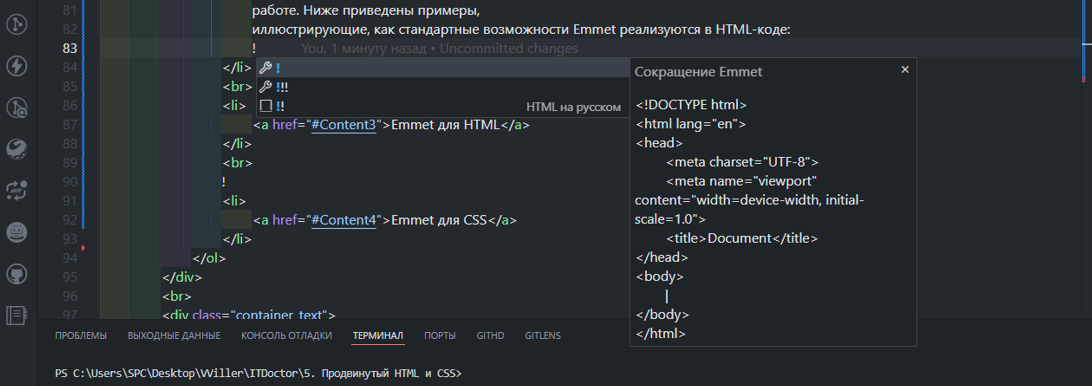 81 работе. Ниже приведены примеры,
82 иллюстрирующие, как стандартные возможности Emmet реализуются в HTML-коде:
83 ! You, 1 минуту назад • Uncommitted changes
84 </li>
85 <br>
86 <li>
87 <a href="#Content3">Emmet для HTML</a>
88 </li>
89 <br>
90 !
91 <li>
92 <a href="#Content4">Emmet для CSS</a>
93 </li>
94 </ol>
95 </div>
96 <br>
97 <div class="container_text">
!
!!!
!! HTML на русском
Сокращение Emmet ×
<!DOCTYPE html>
<html lang="en">
<head>
<meta charset="UTF-8">
<meta name="viewport"
content="width=device-width, initial-
scale=1.0">
<title>Document</title>
</head>
<body>
|
</body>
</html>
ПРОБЛЕМЫ ВЫХОДНЫЕ ДАННЫЕ КОНСОЛЬ ОТЛАДКИ ТЕРМИНАЛ ПОРТЫ GITHD GITLENS
PS C:\Users\SPC\Desktop\VViller\ITDoctor\5. Продвинутый HTML и CSS>